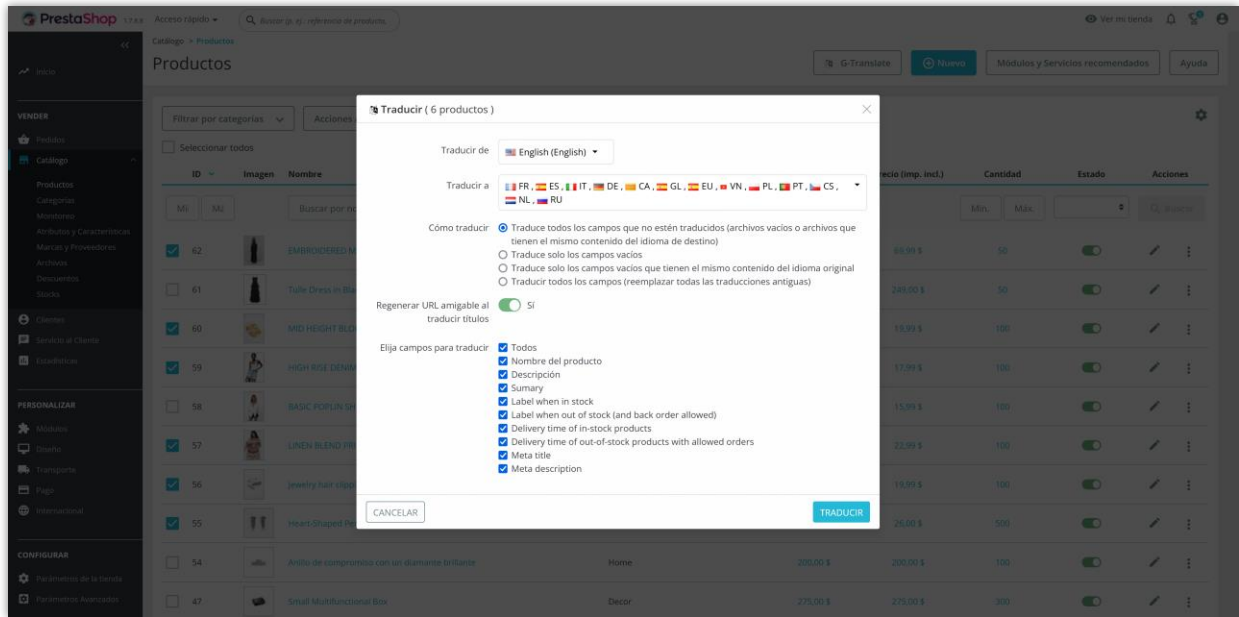 PrestaShop 1.7.8.5 Acceso rápido Buscar (p. ej.: referencia de producto, Ver mi tienda
Catálogo > Productos
Productos
G-Translate
Nuevo
Módulos y Servicios recomendados
Ayuda
Inicio
VENDER
Pedidos
Catálogo
Productos
Categorías
Monitoreo
Atributos y Características
Marcas y Proveedores
Archivos
Descuentos
Stocks
Clientes
Servicio al Cliente
Estadísticas
PERSONALIZAR
Módulos
Diseño
Transporte
Pago
Internacional
CONFIGURAR
Parámetros de la tienda
Parámetros Avanzados
Filtrar por categorías
Acciones
Seleccionar todos
ID Imagen Nombre
recio (imp. incl.) Cantidad Estado Acciones
Buscar por no
Min. Máx.
Buscar
62 EMBROIDERED M 69,99 $ 50
61 Tulle Dress in Bla 249,00 $ 50
60 MID HEIGHT BLO 19,99 $ 100
59 HIGH RISE DENIM 17,99 $ 100
58 BASIC POPLIN SH 15,99 $ 100
57 LINEN BLEND PRI 22,99 $ 100
56 Jewelry hair clipp 19,99 $ 100
55 Heart-Shaped Pe 26,00 $ 500
54 Anillo de compromiso con un diamante brillante Home 200,00 $ 200,00 $ 100
47 Small Multifunctional Box Decor 275,00 $ 275,00 $ 300
Traducir ( 6 productos )
Traducir de English (English)
Traducir a FR , ES , IT , DE , CA , GL , EU , VN , PL , PT , CS ,
NL , RU
Cómo traducir Traduce todos los campos que no estén traducidos (archivos vacíos o archivos que
tienen el mismo contenido del idioma de destino)
Traduce solo los campos vacíos
Traduce solo los campos vacíos que tienen el mismo contenido del idioma original
Traducir todos los campos (reemplazar todas las traducciones antiguas)
Regenerar URL amigable al Sí
traducir títulos
Elija campos para traducir Todos
Nombre del producto
Descripción
Sumary
Label when in stock
Label when out of stock (and back order allowed)
Delivery time of in-stock products
Delivery time of out-of-stock products with allowed orders
Meta title
Meta description
CANCELAR
TRADUCIR